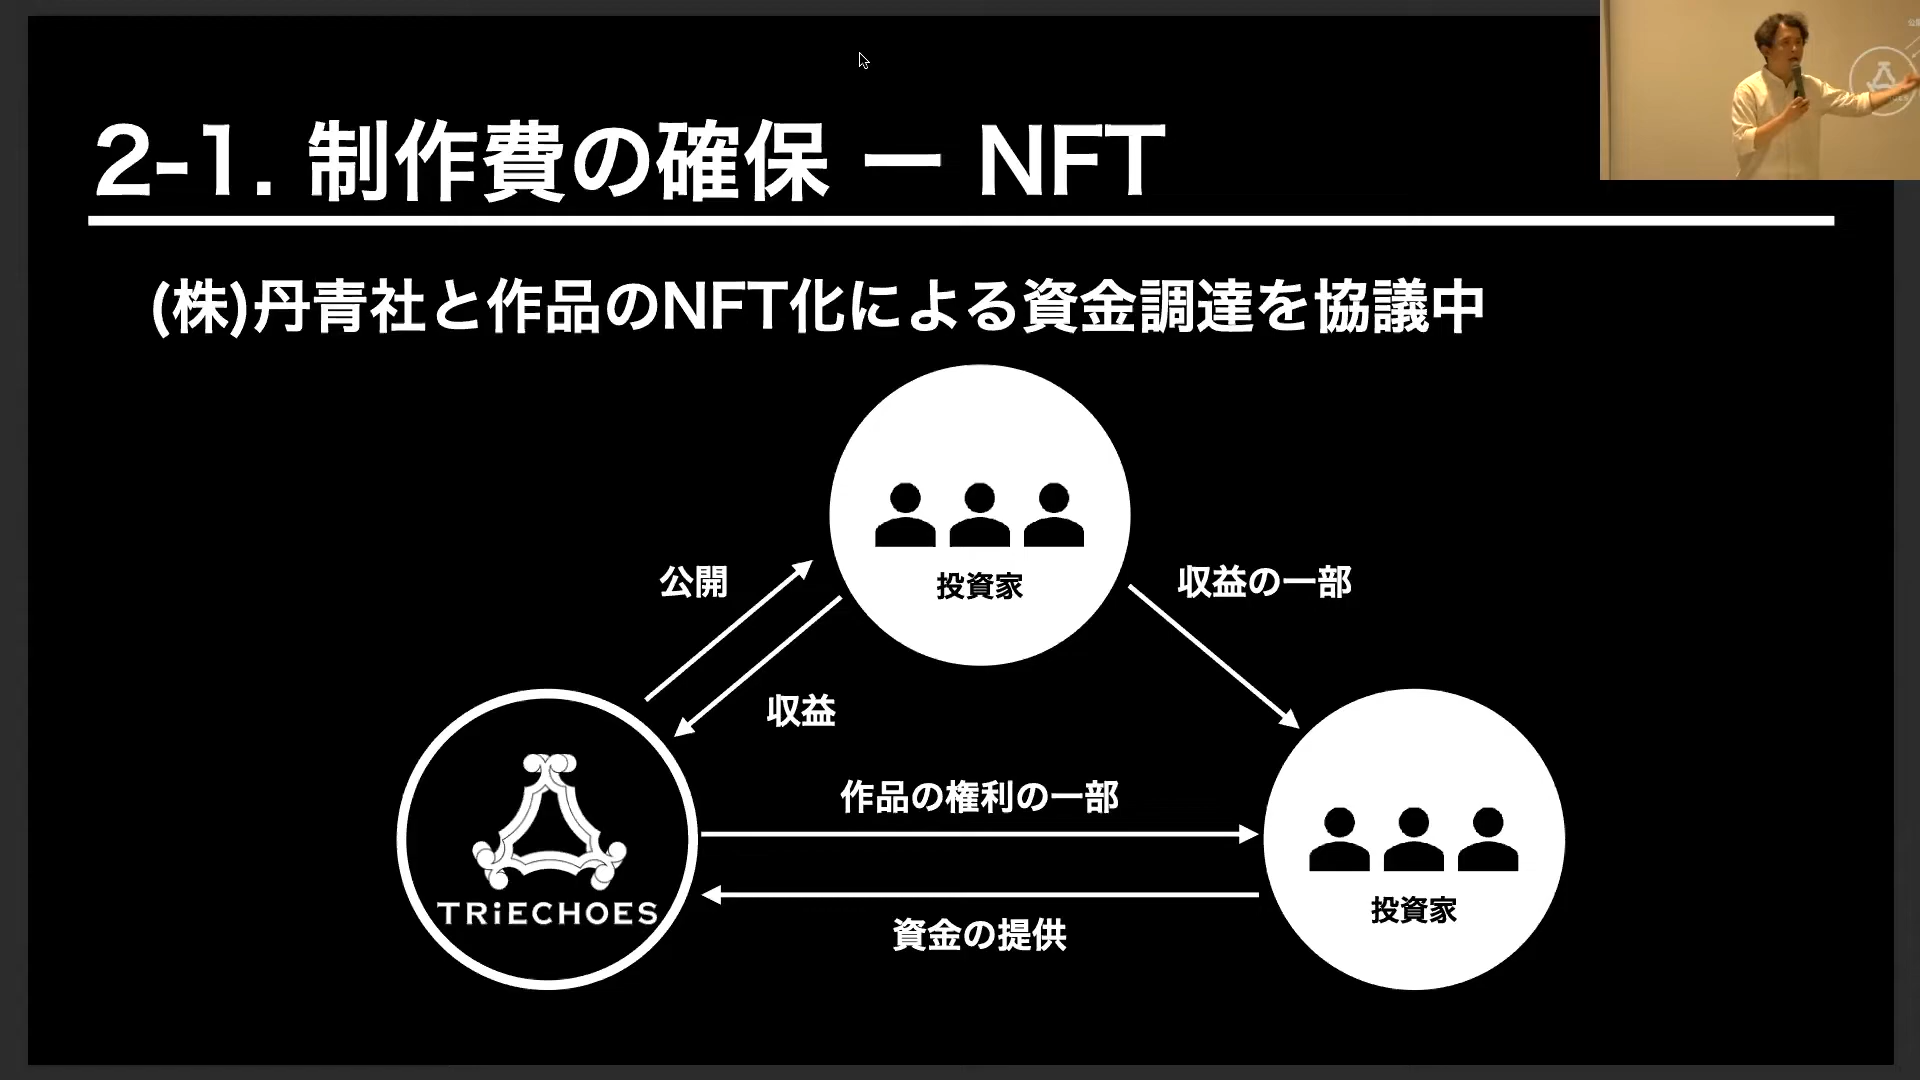 2-1. 制作費の確保 ー NFT
(株)丹青社と作品のNFT化による資金調達を協議中
投資家
公開
収益の一部
収益
作品の権利の一部
TRiECHOES
投資家
資金の提供